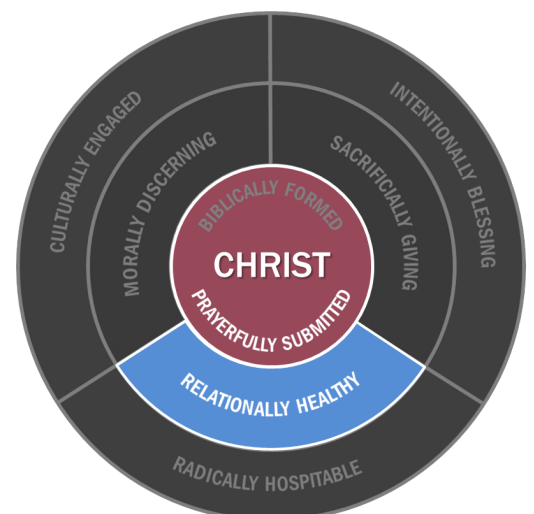 CULTURALLY ENGAGED
INTENTIONALLY BLESSING
MORALLY DISCERNING
SACRIFICIALLY GIVING
BIBLICALLY FORMED
CHRIST
PRAYERFULLY SUBMITTED
RELATIONALLY HEALTHY
RADICALLY HOSPITABLE